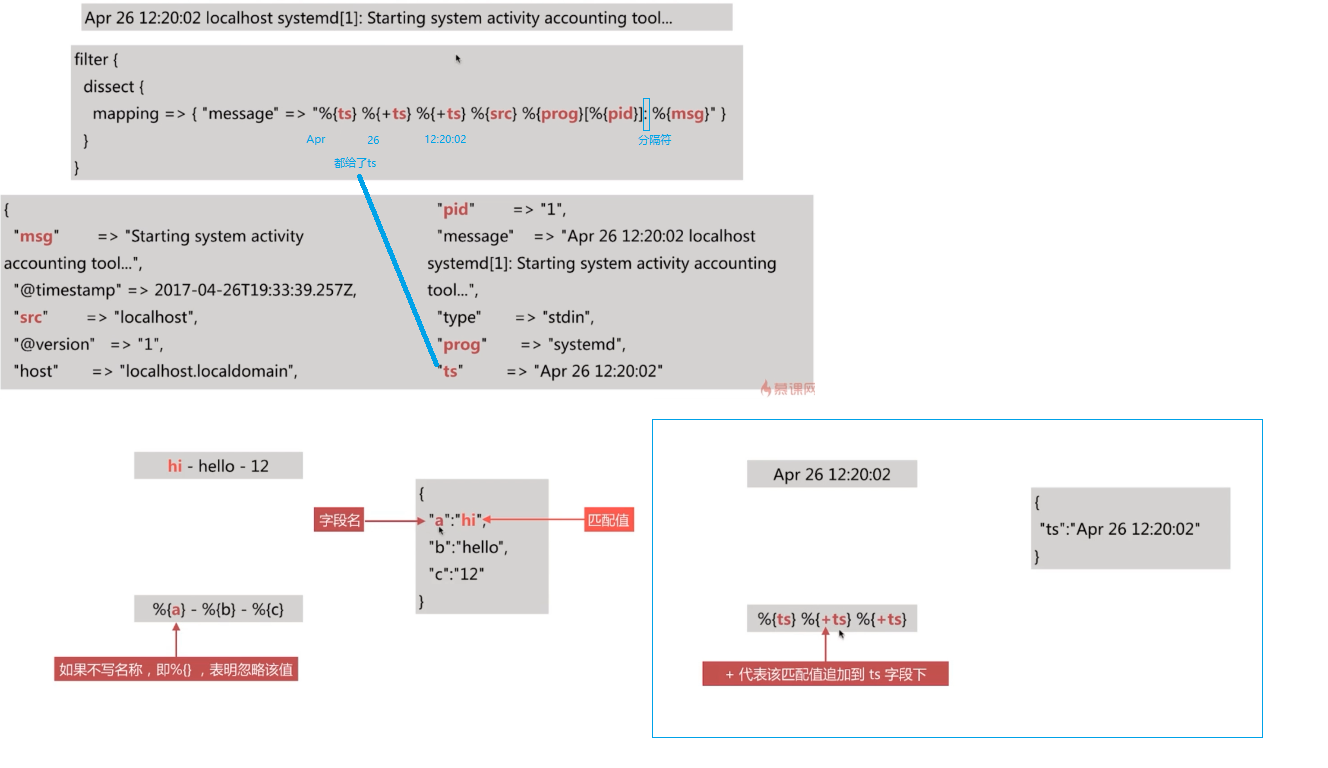 Apr 26 12:20:02 localhost systemd[1]: Starting system activity accounting tool...
filter {
dissect {
mapping => { "message" => "%{ts} %{+ts} %{+ts} %{src} %{prog}[%{pid}]: %{msg}" }
Apr 26 12:20:02 分隔符
}
都给了ts
}
{
"msg" => "Starting system activity
accounting tool...",
"@timestamp" => 2017-04-26T19:33:39.257Z,
"src" => "localhost",
"@version" => "1",
"host" => "localhost.localdomain",
"pid" => "1",
"message" => "Apr 26 12:20:02 localhost
systemd[1]: Starting system activity accounting
tool...",
"type" => "stdin",
"prog" => "systemd",
"ts" => "Apr 26 12:20:02"
慕课网
hi - hello - 12
字段名
{
"a":"hi",
"b":"hello",
"c":"12"
}
匹配值
%{a} - %{b} - %{c}
如果不写名称，即%{} ，表明忽略该值
Apr 26 12:20:02
{
"ts":"Apr 26 12:20:02"
}
%{ts} %{+ts} %{+ts}
+ 代表该匹配值追加到 ts 字段下